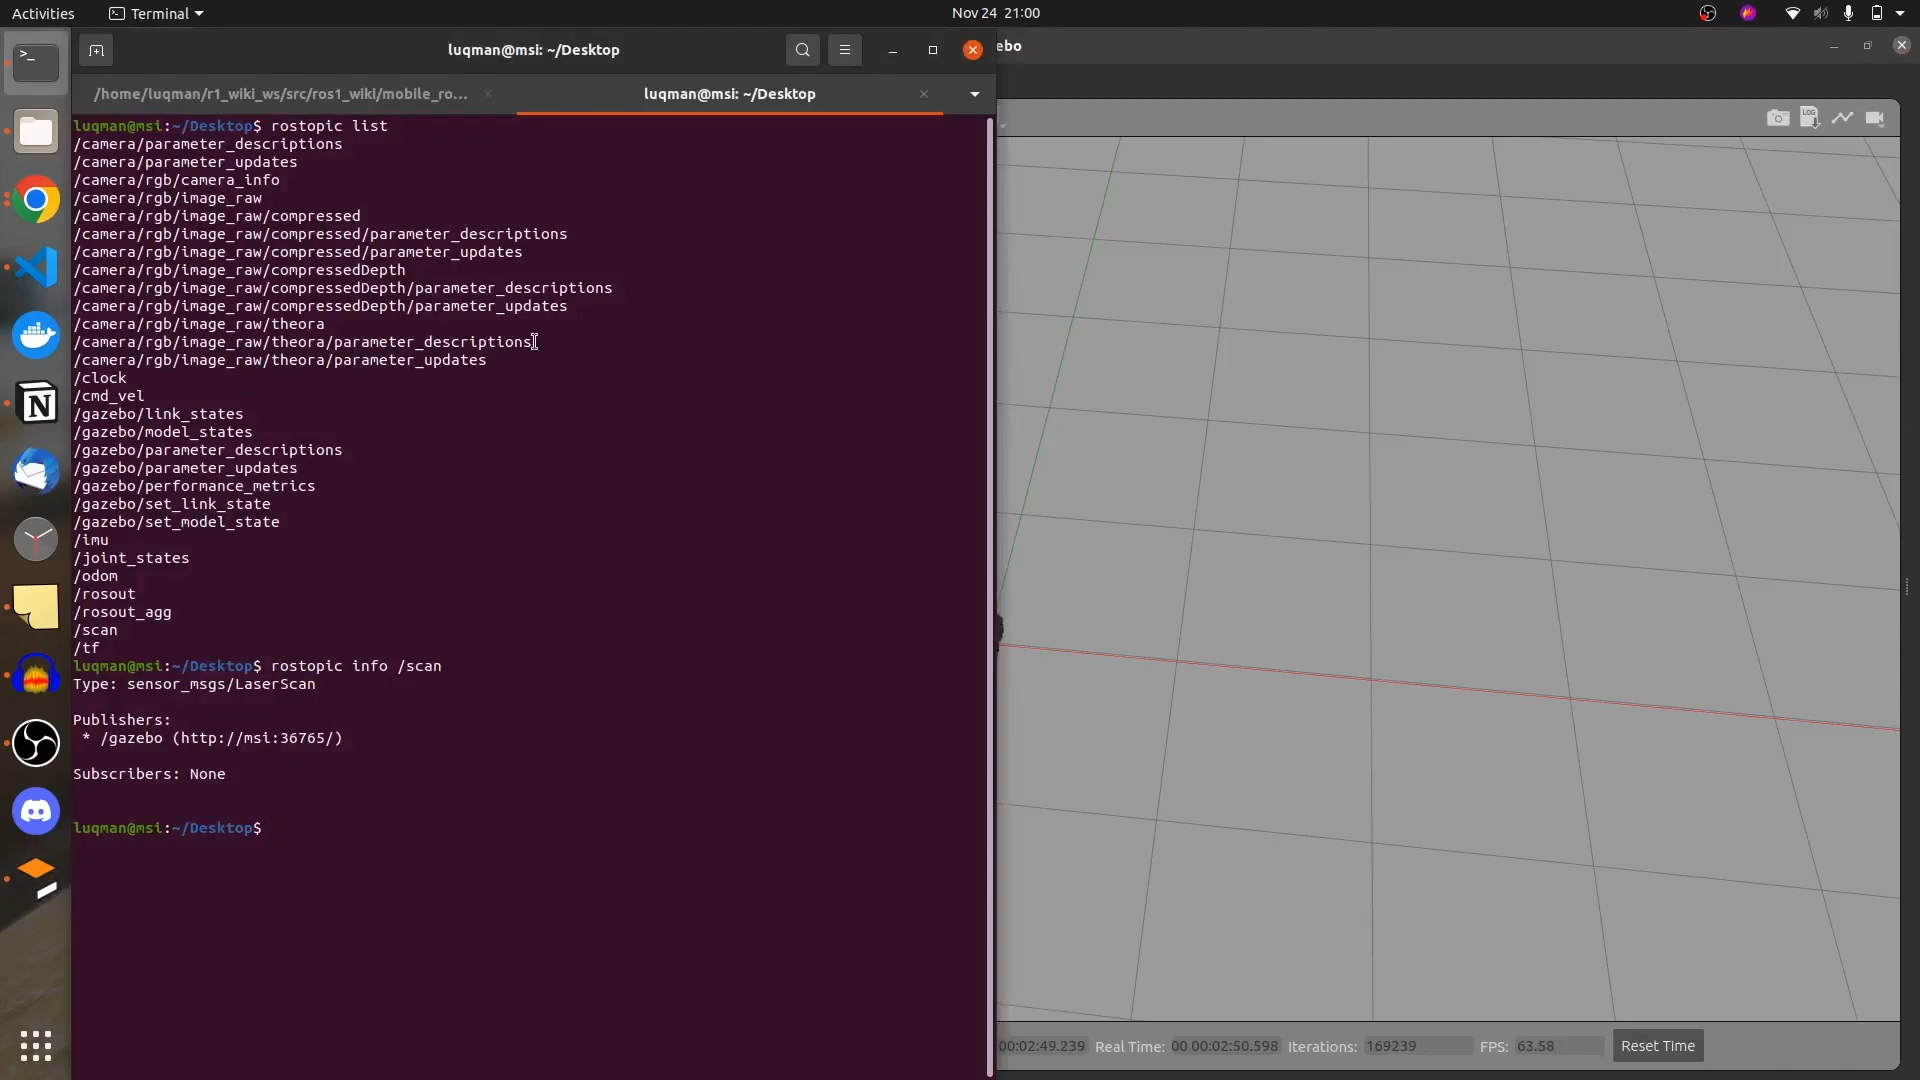 Activities
Terminal
Nov 24 21:00
luqman@msi: ~/Desktop
ebo
/home/luqman/r1_wiki_ws/src/ros1_wiki/mobile_ro...
luqman@msi: ~/Desktop
LOG
luqman@msi:~/Desktop$ rostopic list
/camera/parameter_descriptions
/camera/parameter_updates
/camera/rgb/camera_info
/camera/rgb/image_raw
/camera/rgb/image_raw/compressed
/camera/rgb/image_raw/compressed/parameter_descriptions
/camera/rgb/image_raw/compressed/parameter_updates
/camera/rgb/image_raw/compressedDepth
/camera/rgb/image_raw/compressedDepth/parameter_descriptions
/camera/rgb/image_raw/compressedDepth/parameter_updates
/camera/rgb/image_raw/theora
/camera/rgb/image_raw/theora/parameter_descriptions
/camera/rgb/image_raw/theora/parameter_updates
/clock
/cmd_vel
/gazebo/link_states
/gazebo/model_states
/gazebo/parameter_descriptions
/gazebo/parameter_updates
/gazebo/performance_metrics
/gazebo/set_link_state
/gazebo/set_model_state
/imu
/joint_states
/odom
/rosout
/rosout_agg
/scan
/tf
luqman@msi:~/Desktop$ rostopic info /scan
Type: sensor_msgs/LaserScan
Publishers:
* /gazebo (http://msi:36765/)
Subscribers: None
luqman@msi:~/Desktop$
00:02:49.239 Real Time: 00 00:02:50.598 Iterations: 169239 FPS: 63.58 Reset Time